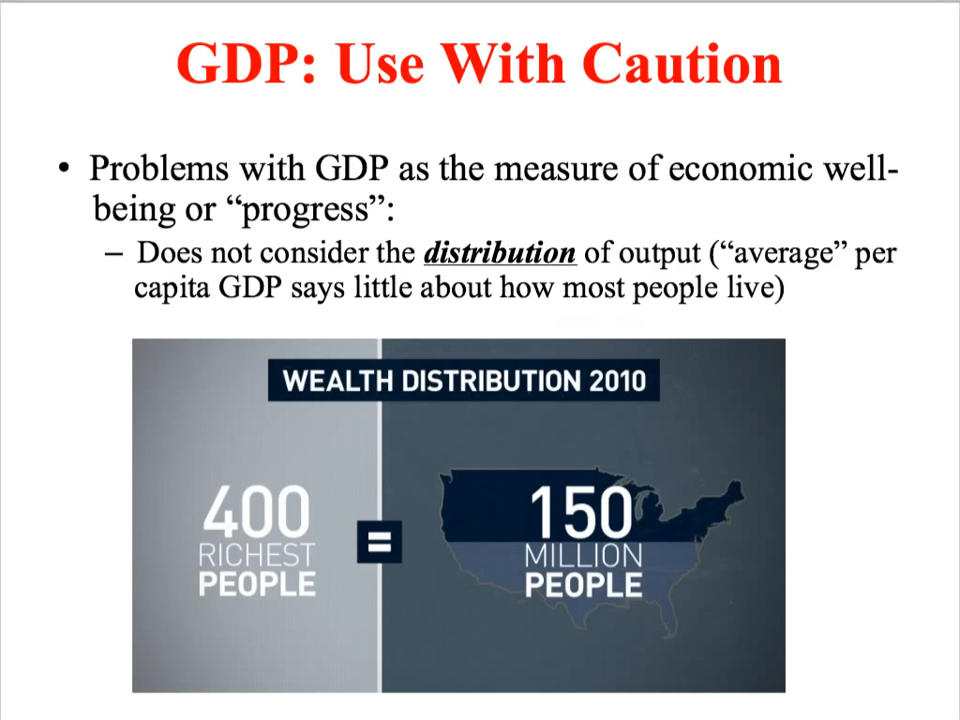 GDP: Use With Caution
• Problems with GDP as the measure of economic well-
being or “progress”:
– Does not consider the distribution of output (“average” per
capita GDP says little about how most people live)
WEALTH DISTRIBUTION 2010
400
RICHEST
PEOPLE
=
150
MILLION
PEOPLE